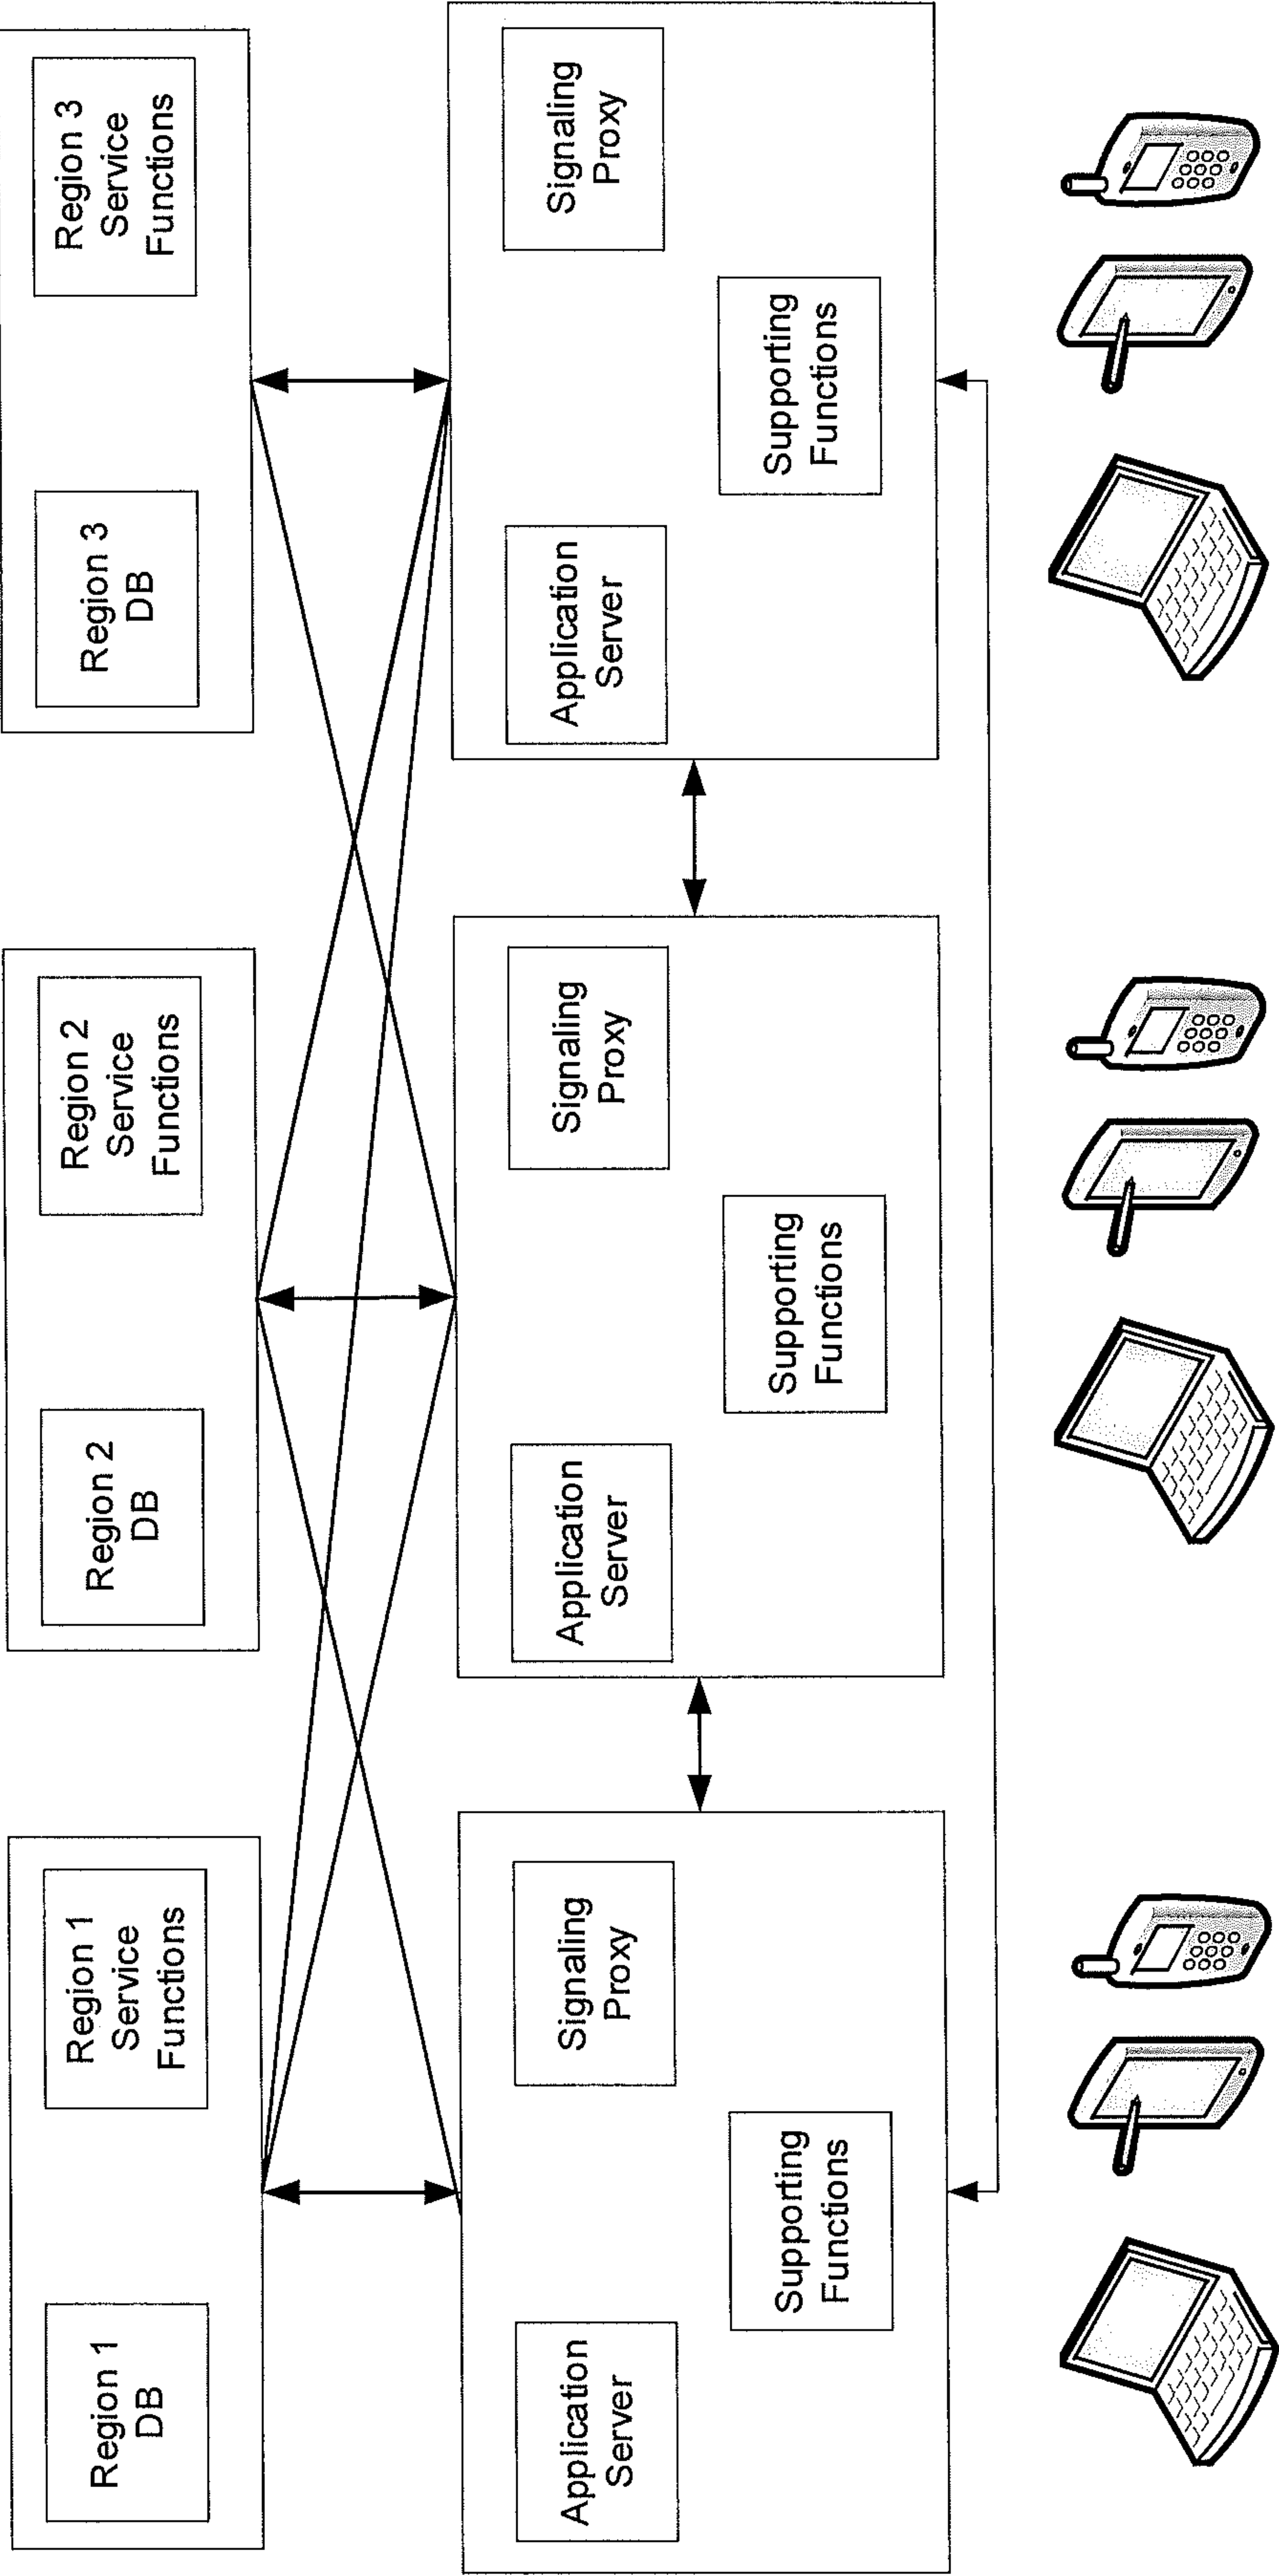 Region 1
DB
Region 1
Service
Functions
Region 2
DB
Region 2
Service
Functions
Region 3
DB
Region 3
Service
Functions
Application
Server
Signaling
Proxy
Supporting
Functions
Application
Server
Signaling
Proxy
Supporting
Functions
Application
Server
Signaling
Proxy
Supporting
Functions